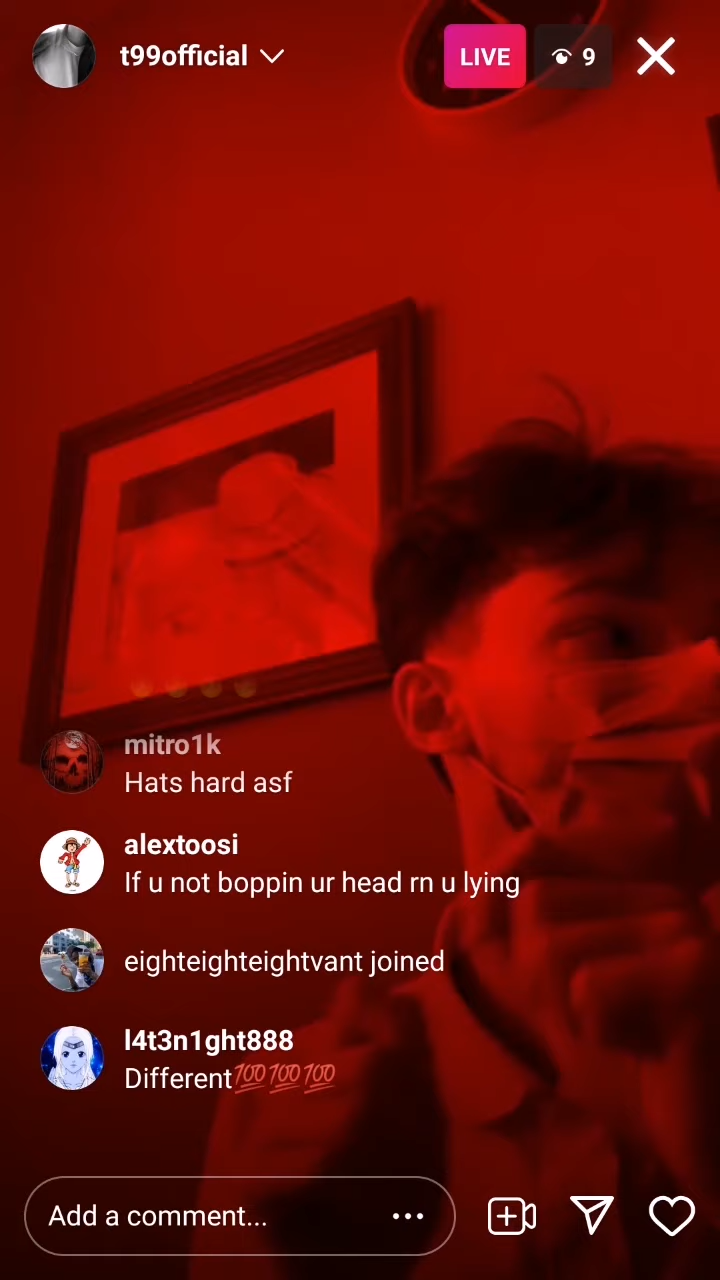 t99official
LIVE
9
mitro1k
Hats hard asf
alextoosi
If u not boppin ur head rn u lying
eighteighteightvant joined
l4t3n1ght888
Different💯💯💯
Add a comment...